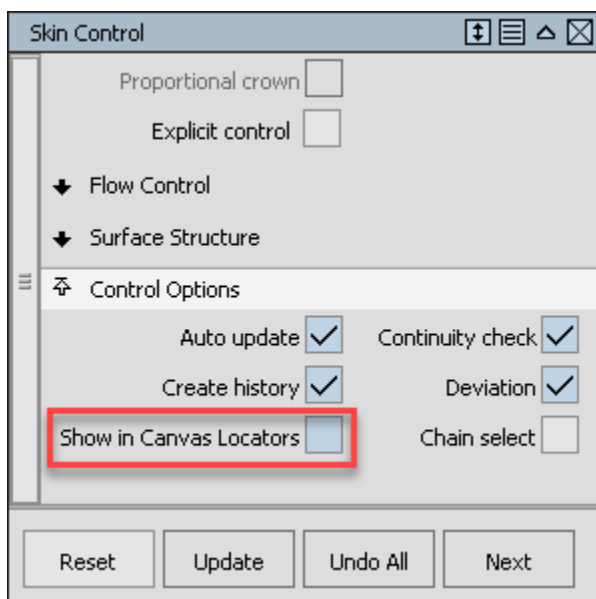 Skin Control
Proportional crown
Explicit control
Flow Control
Surface Structure
Control Options
Auto update Continuity check
Create history Deviation
Show in Canvas Locators Chain select
Reset Update Undo All Next